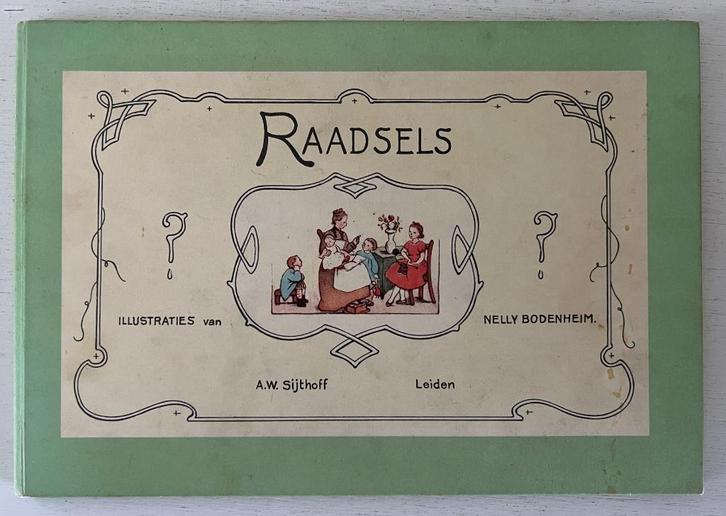 RAADSELS
? ?
ILLUSTRATIES van NELLY BODENHEIM.
A.W. Sijthoff Leiden